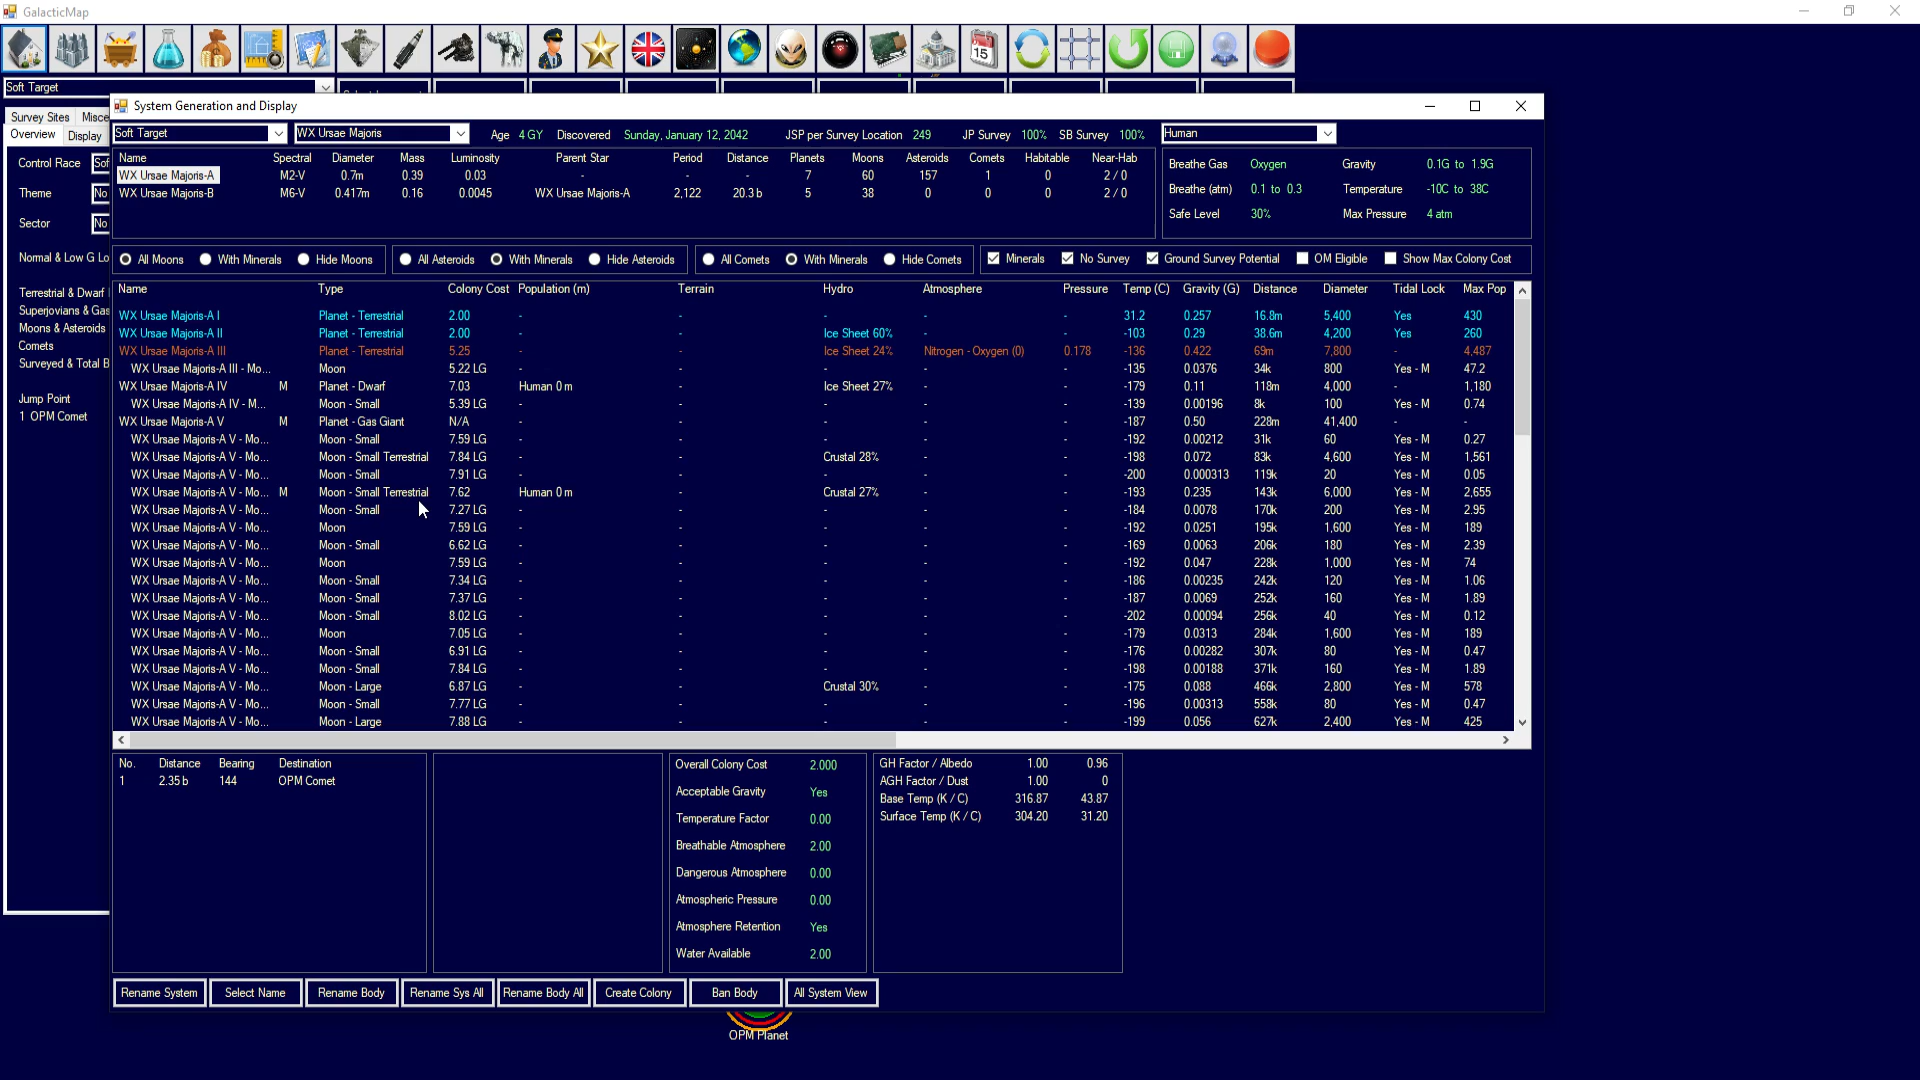 GalacticMap
15
Soft Target
Survey Sites Misce
Overview Display
Control Race Sof
Theme No
Sector No
Normal & Low G Lo
Terrestrial & Dwarf
Superjovians & Gas
Moons & Asteroids
Comets
Surveyed & Total B
Jump Point
1 OPM Comet
System Generation and Display
Soft Target WX Ursae Majoris Age 4 GY Discovered Sunday, January 12, 2042 JSP per Survey Location 249 JP Survey 100% SB Survey 100% Human
Name Spectral Diameter Mass Luminosity Parent Star Period Distance Planets Moons Asteroids Comets Habitable Near-Hab
WX Ursae Majoris-A M2-V 0.7m 0.39 0.03 - - - 7 60 157 1 0 2 / 0
WX Ursae Majoris-B M6-V 0.417m 0.16 0.0045 WX Ursae Majoris-A 2,122 20.3 b 5 38 0 0 0 2 / 0
Breathe Gas Oxygen Gravity 0.1G to 1.9G
Breathe (atm) 0.1 to 0.3 Temperature -10C to 38C
Safe Level 30% Max Pressure 4 atm
All Moons With Minerals Hide Moons All Asteroids With Minerals Hide Asteroids All Comets With Minerals Hide Comets Minerals No Survey Ground Survey Potential OM Eligible Show Max Colony Cost
Name Type Colony Cost Population (m) Terrain Hydro Atmosphere Pressure Temp (C) Gravity (G) Distance Diameter Tidal Lock Max Pop
WX Ursae Majoris-A I Planet - Terrestrial 2.00 - - - - - 31.2 0.257 16.8m 5,400 Yes 430
WX Ursae Majoris-A II Planet - Terrestrial 2.00 - - Ice Sheet 60% - - -103 0.29 38.6m 4,200 Yes 260
WX Ursae Majoris-A III Planet - Terrestrial 5.25 - - Ice Sheet 24% Nitrogen - Oxygen (0) 0.178 -136 0.422 69m 7,800 - 4,487
WX Ursae Majoris-A III - Mo... Moon 5.22 LG - - - - - -135 0.0376 34k 800 Yes - M 47.2
WX Ursae Majoris-A IV M Planet - Dwarf 7.03 Human 0 m - Ice Sheet 27% - - -179 0.11 118m 4,000 - 1,180
WX Ursae Majoris-A IV - M... Moon - Small 5.39 LG - - - - - -139 0.00196 8k 100 Yes - M 0.74
WX Ursae Majoris-A V M Planet - Gas Giant N/A - - - - - -187 0.50 228m 41,400 - -
WX Ursae Majoris-A V - Mo... Moon - Small 7.59 LG - - - - - -192 0.00212 31k 60 Yes - M 0.27
WX Ursae Majoris-A V - Mo... Moon - Small Terrestrial 7.84 LG - - Crustal 28% - - -198 0.072 83k 4,600 Yes - M 1,561
WX Ursae Majoris-A V - Mo... Moon - Small 7.91 LG - - - - - -200 0.000313 119k 20 Yes - M 0.05
WX Ursae Majoris-A V - Mo... M Moon - Small Terrestrial 7.62 Human 0 m - Crustal 27% - - -193 0.235 143k 6,000 Yes - M 2,655
WX Ursae Majoris-A V - Mo... Moon - Small 7.27 LG - - - - - -184 0.0078 170k 200 Yes - M 2.95
WX Ursae Majoris-A V - Mo... Moon 7.59 LG - - - - - -192 0.0251 195k 1,600 Yes - M 189
WX Ursae Majoris-A V - Mo... Moon - Small 6.62 LG - - - - - -169 0.0063 206k 180 Yes - M 2.39
WX Ursae Majoris-A V - Mo... Moon 7.59 LG - - - - - -192 0.047 228k 1,000 Yes - M 74
WX Ursae Majoris-A V - Mo... Moon - Small 7.34 LG - - - - - -186 0.00235 242k 120 Yes - M 1.06
WX Ursae Majoris-A V - Mo... Moon - Small 7.37 LG - - - - - -187 0.0069 252k 160 Yes - M 1.89
WX Ursae Majoris-A V - Mo... Moon - Small 8.02 LG - - - - - -202 0.00094 256k 40 Yes - M 0.12
WX Ursae Majoris-A V - Mo... Moon 7.05 LG - - - - - -179 0.0313 284k 1,600 Yes - M 189
WX Ursae Majoris-A V - Mo... Moon - Small 6.91 LG - - - - - -176 0.00282 307k 80 Yes - M 0.47
WX Ursae Majoris-A V - Mo... Moon - Small 7.84 LG - - - - - -198 0.00188 371k 160 Yes - M 1.89
WX Ursae Majoris-A V - Mo... Moon - Large 6.87 LG - - Crustal 30% - - -175 0.088 466k 2,800 Yes - M 578
WX Ursae Majoris-A V - Mo... Moon - Small 7.77 LG - - - - - -196 0.00313 558k 80 Yes - M 0.47
WX Ursae Majoris-A V - Mo... Moon - Large 7.88 LG - - - - - -199 0.056 627k 2,400 Yes - M 425
No. Distance Bearing Destination
1 2.35 b 144 OPM Comet
Overall Colony Cost 2.000
Acceptable Gravity Yes
Temperature Factor 0.00
Breathable Atmosphere 2.00
Dangerous Atmosphere 0.00
Atmospheric Pressure 0.00
Atmosphere Retention Yes
Water Available 2.00
GH Factor / Albedo 1.00 0.96
AGH Factor / Dust 1.00 0
Base Temp (K / C) 316.87 43.87
Surface Temp (K / C) 304.20 31.20
Rename System Select Name Rename Body Rename Sys All Rename Body All Create Colony Ban Body All System View
OPM Planet